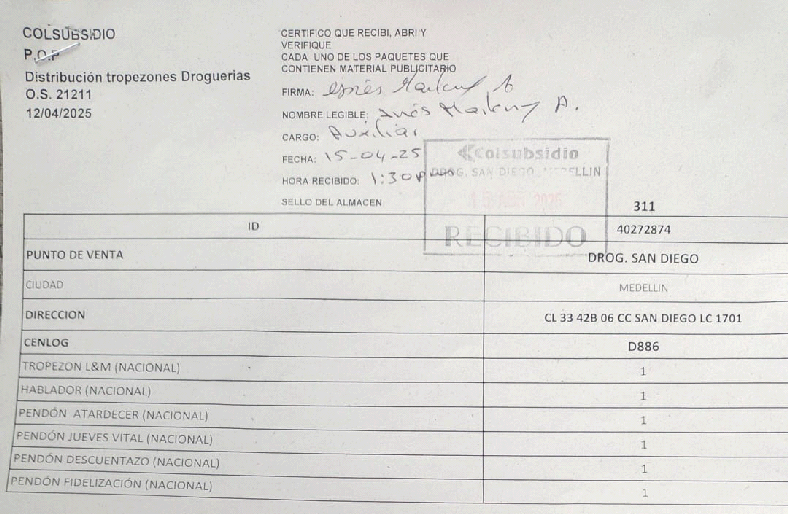 COLSUBSIDIO
P.O.P
Distribución tropezones Droguerias
O.S. 21211
12/04/2025
CERTIFICO QUE RECIBI, ABRI Y
VERIFIQUE
CADA UNO DE LOS PAQUETES QUE
CONTIENEN MATERIAL PUBLICITARIO
FIRMA:
NOMBRE LEGIBLE: Inés A.
CARGO: Auxiliar
FECHA: 15-04-25
HORA RECIBIDO: 1:30 P
SELLO DEL ALMACEN
Colsubsidio
DROG. SAN DIEGO, MEDELLIN
RECIBIDO
311
ID 40272874
PUNTO DE VENTA DROG. SAN DIEGO
CIUDAD MEDELLIN
DIRECCION CL 33 42B 06 CC SAN DIEGO LC 1701
CENLOG D886
TROPEZON L&M (NACIONAL) 1
HABLADOR (NACIONAL) 1
PENDÓN ATARDECER (NACIONAL) 1
PENDÓN JUEVES VITAL (NACIONAL) 1
PENDÓN DESCUENTAZO (NACIONAL) 1
PENDÓN FIDELIZACIÓN (NACIONAL) 1